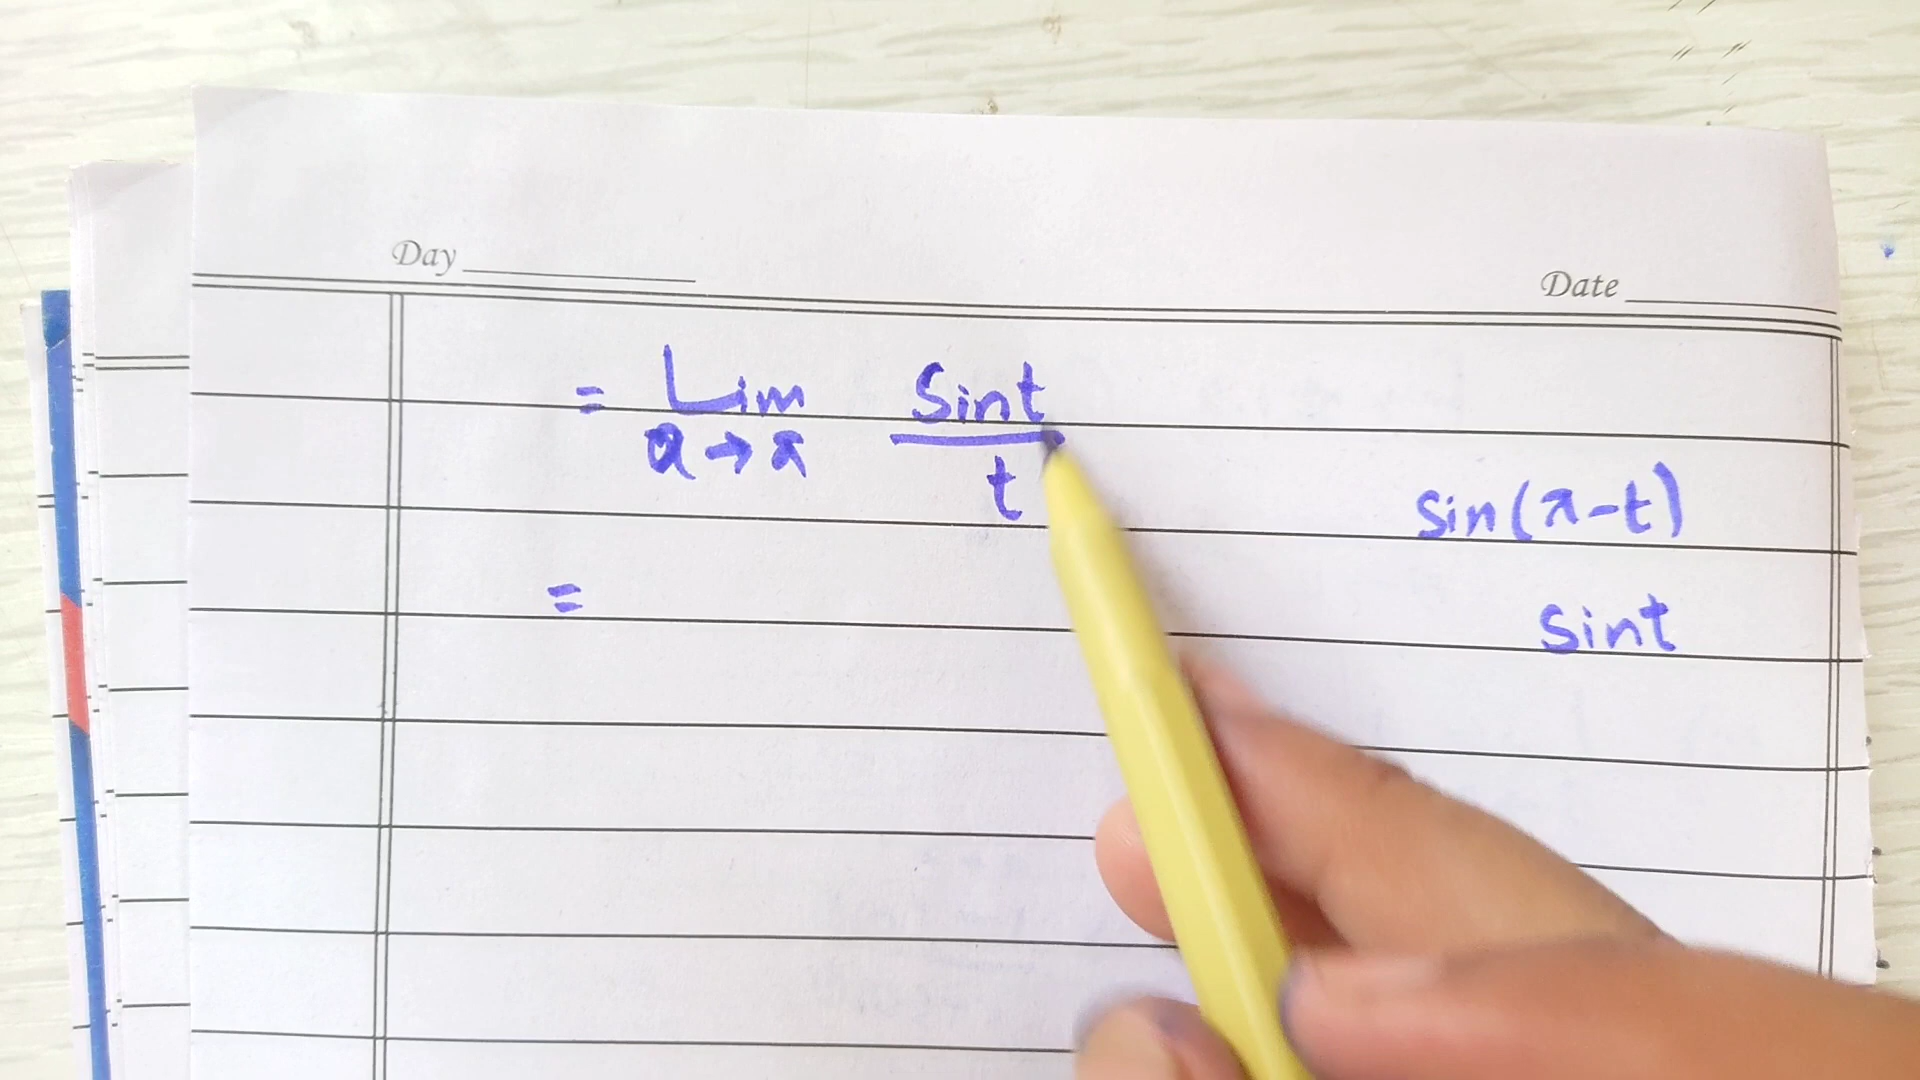 Day
Date
= Lim Sint
x→π t
Sin(π-t)
=
Sint